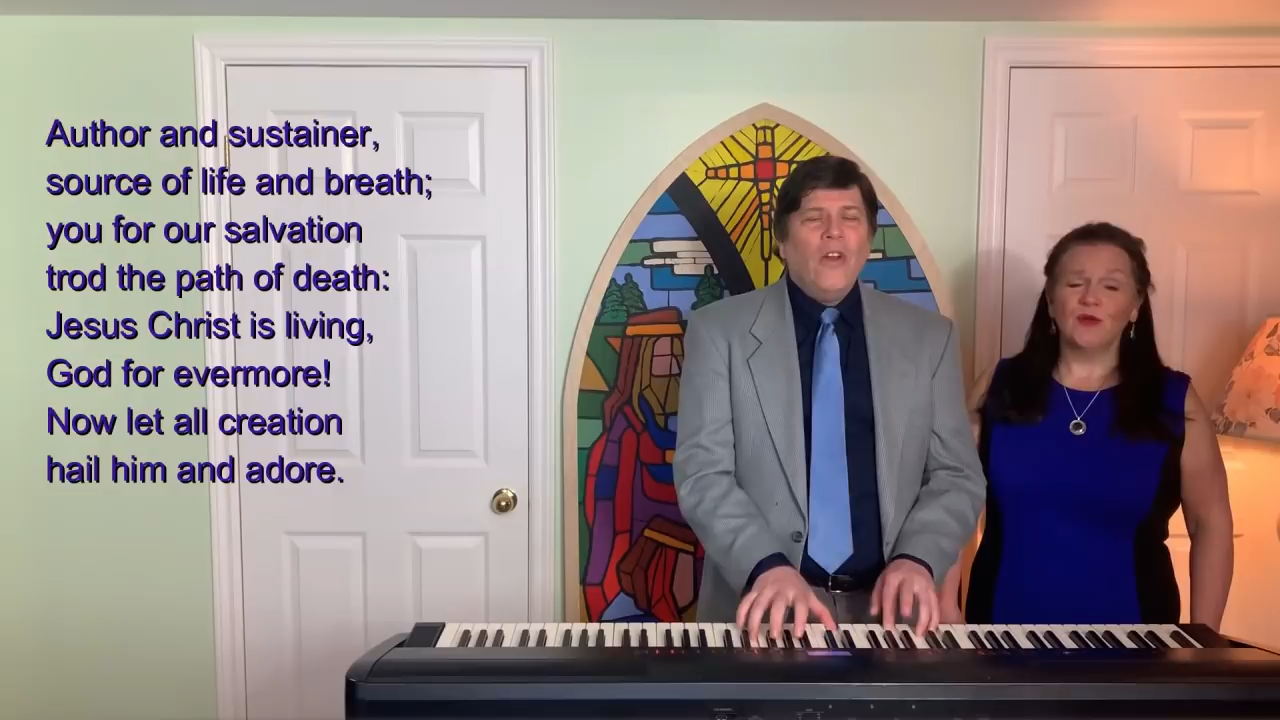 Author and sustainer,
source of life and breath;
you for our salvation
trod the path of death:
Jesus Christ is living,
God for evermore!
Now let all creation
hail him and adore.